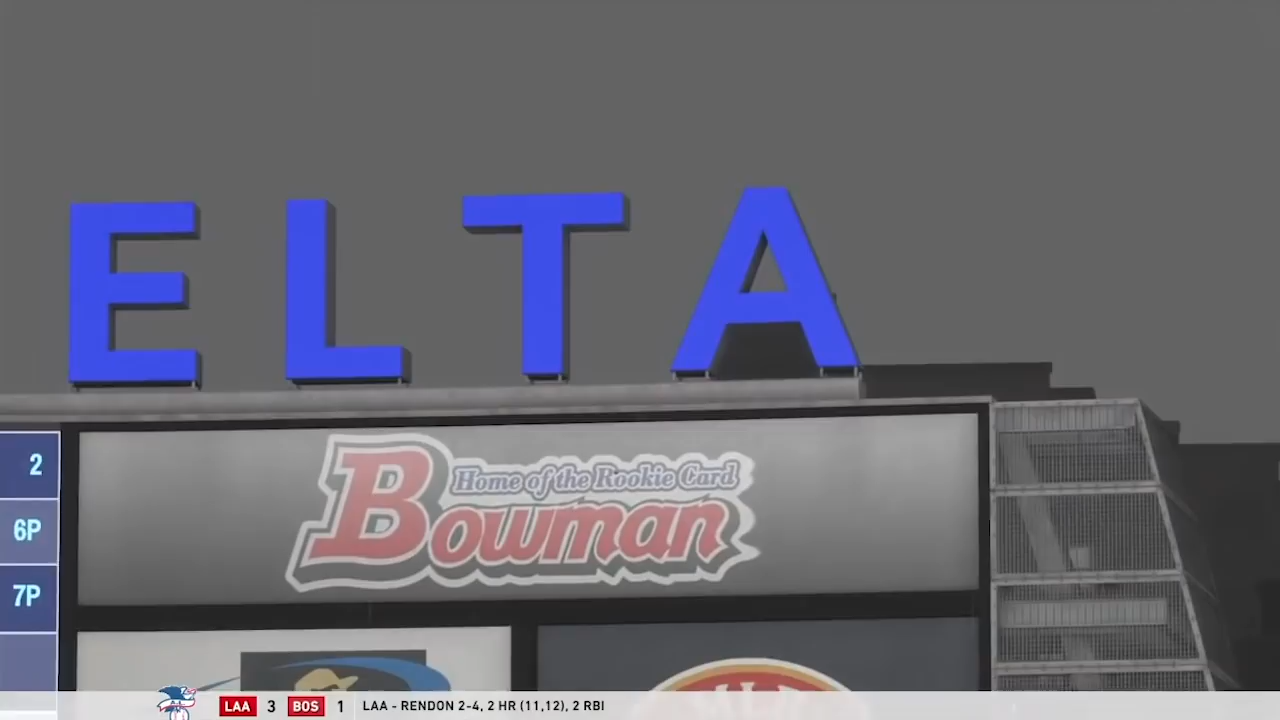 ELTA
Home of the Rookie Card
Bowman
2
6P
7P
LAA 3 BOS 1 LAA - RENDON 2-4, 2 HR (11,12), 2 RBI